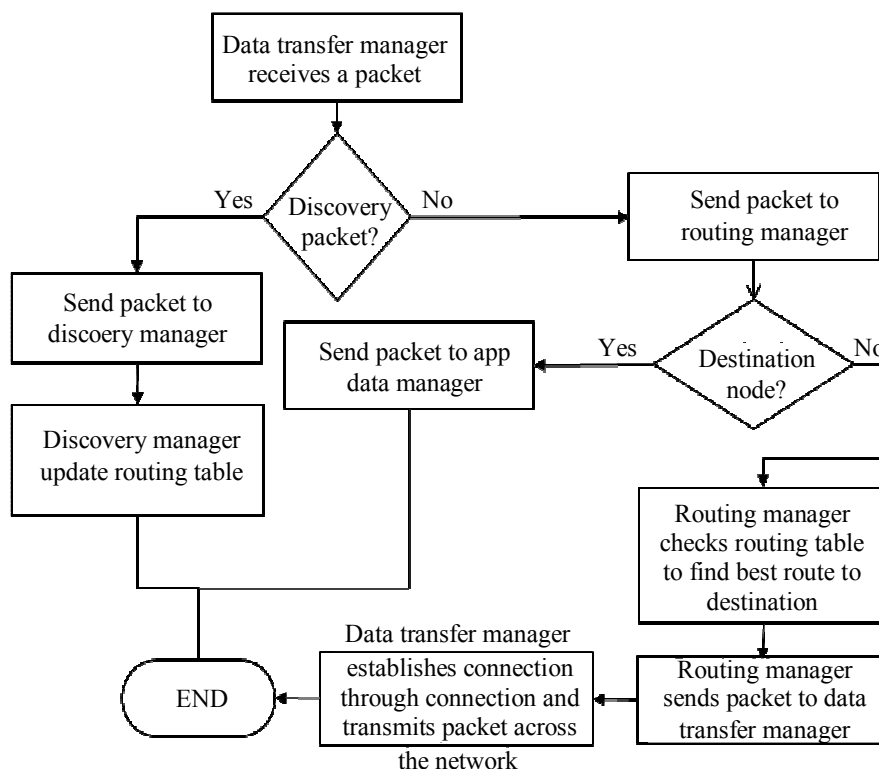 Data transfer manager
receives a packet
Yes
Discovery
packet?
No
Send packet to
routing manager
Send packet to
discoery manager
Send packet to app
data manager
Yes
Destination
node?
No
Discovery manager
update routing table
Routing manager
checks routing table
to find best route to
destination
Data transfer manager
establishes connection
through connection and
transmits packet across
the network
END
Routing manager
sends packet to data
transfer manager